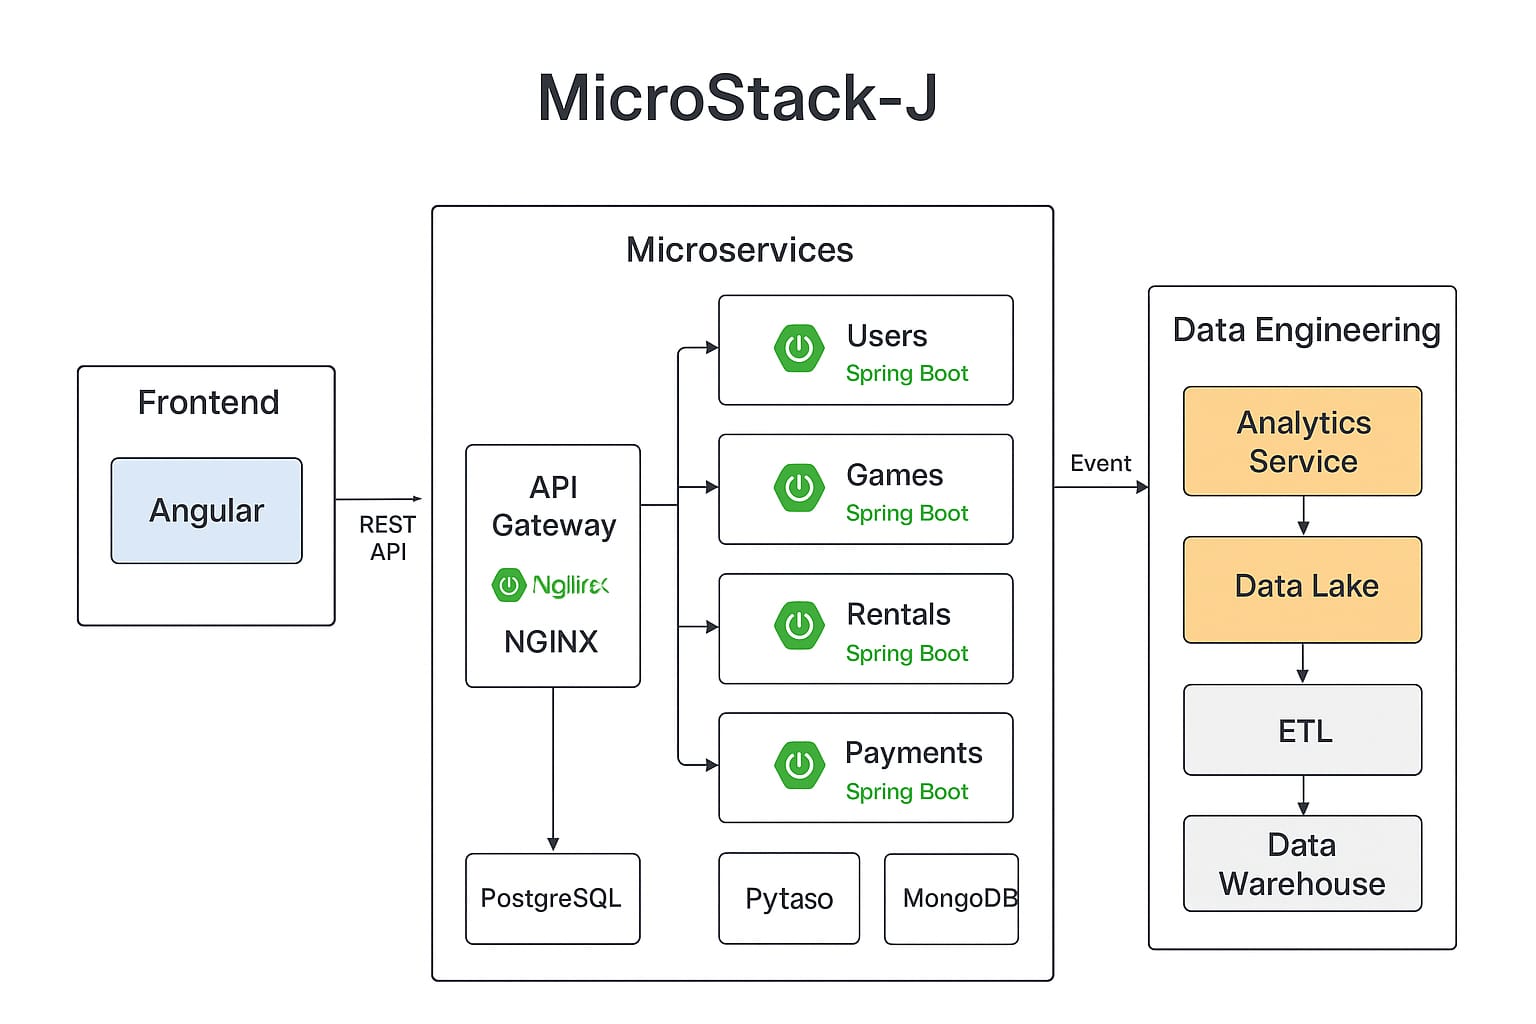 MicroStack-J
Frontend
Angular
REST
API
Microservices
API
Gateway
NGINX
Users
Spring Boot
Games
Spring Boot
Rentals
Spring Boot
Payments
Spring Boot
PostgreSQL
Pytaso
MongoDB
Event
Data Engineering
Analytics
Service
Data Lake
ETL
Data
Warehouse